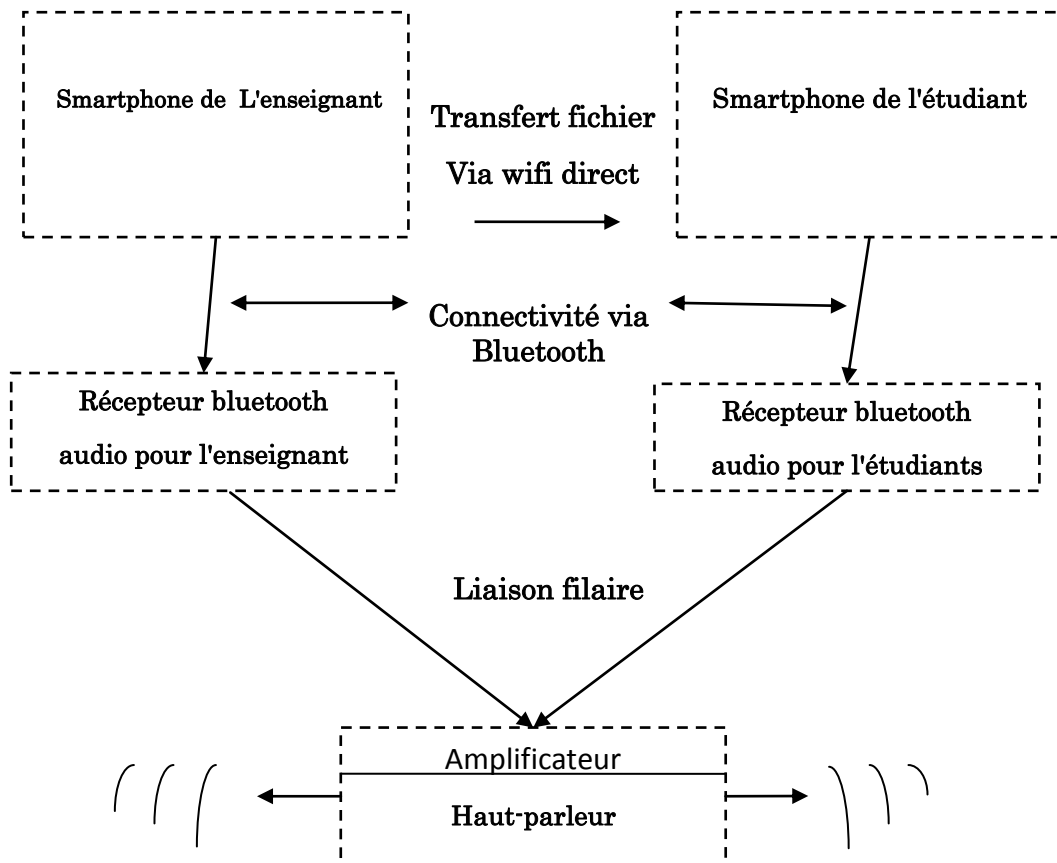 Smartphone de L'enseignant
Smartphone de l'étudiant
Transfert fichier
Via wifi direct
Connectivité via
Bluetooth
Récepteur bluetooth
audio pour l'enseignant
Récepteur bluetooth
audio pour l'étudiants
Liaison filaire
Amplificateur
Haut-parleur